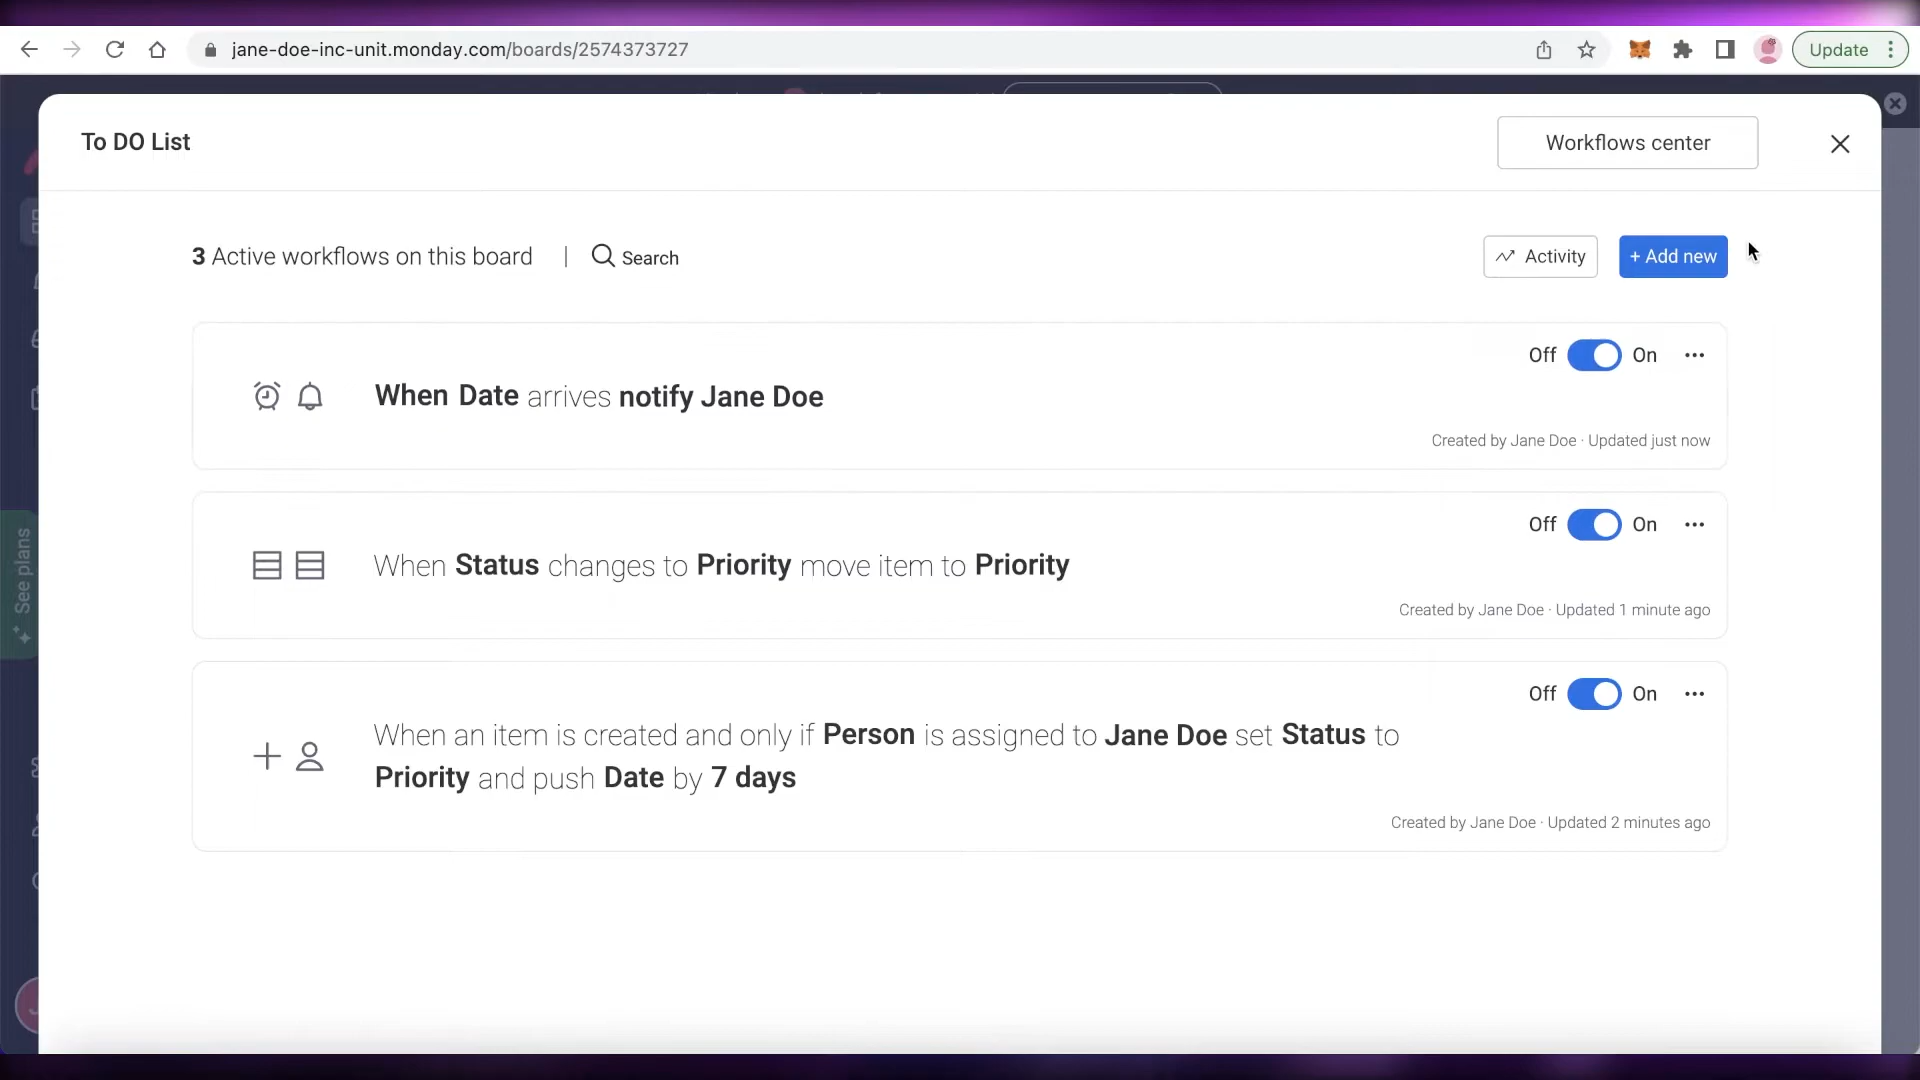 jane-doe-inc-unit.monday.com/boards/2574373727
Update
To DO List
Workflows center
3 Active workflows on this board | Search
Activity
+ Add new
Off On
When Date arrives notify Jane Doe
Created by Jane Doe · Updated just now
Off On
When Status changes to Priority move item to Priority
Created by Jane Doe · Updated 1 minute ago
See plans
Off On
When an item is created and only if Person is assigned to Jane Doe set Status to
Priority and push Date by 7 days
Created by Jane Doe · Updated 2 minutes ago